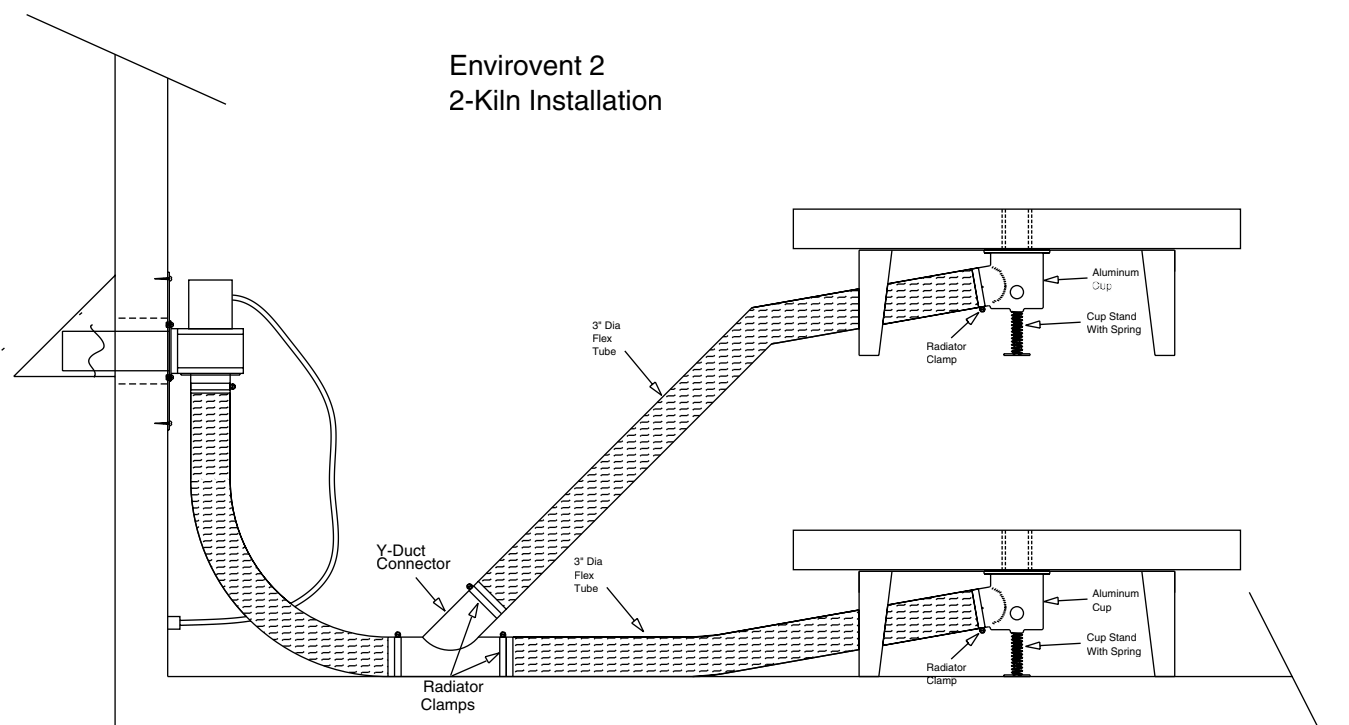 Envirovent 2
2-Kiln Installation
Aluminum
Cup
Cup Stand
With Spring
3" Dia
Flex
Tube
Radiator
Clamp
Y-Duct
Connector
3" Dia
Flex
Tube
Aluminum
Cup
Cup Stand
With Spring
Radiator
Clamp
Radiator
Clamps